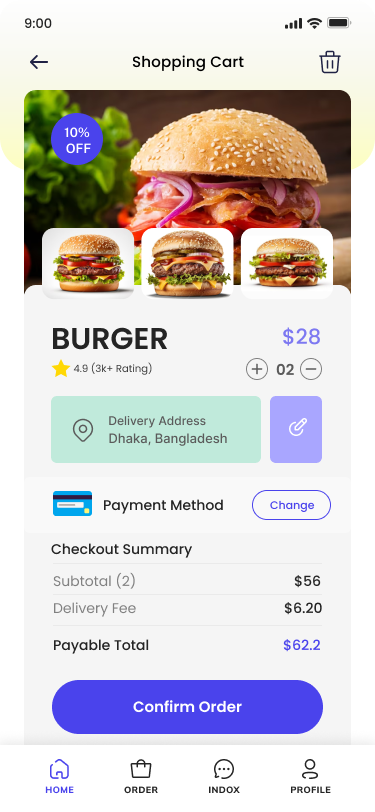 9:00
Shopping Cart
10%
OFF
BURGER
$28
4.9 (3k+ Rating)
02
Delivery Address
Dhaka, Bangladesh
Payment Method
Change
Checkout Summary
Subtotal (2)
$56
Delivery Fee
$6.20
Payable Total
$62.2
Confirm Order
HOME
ORDER
INDOX
PROFILE